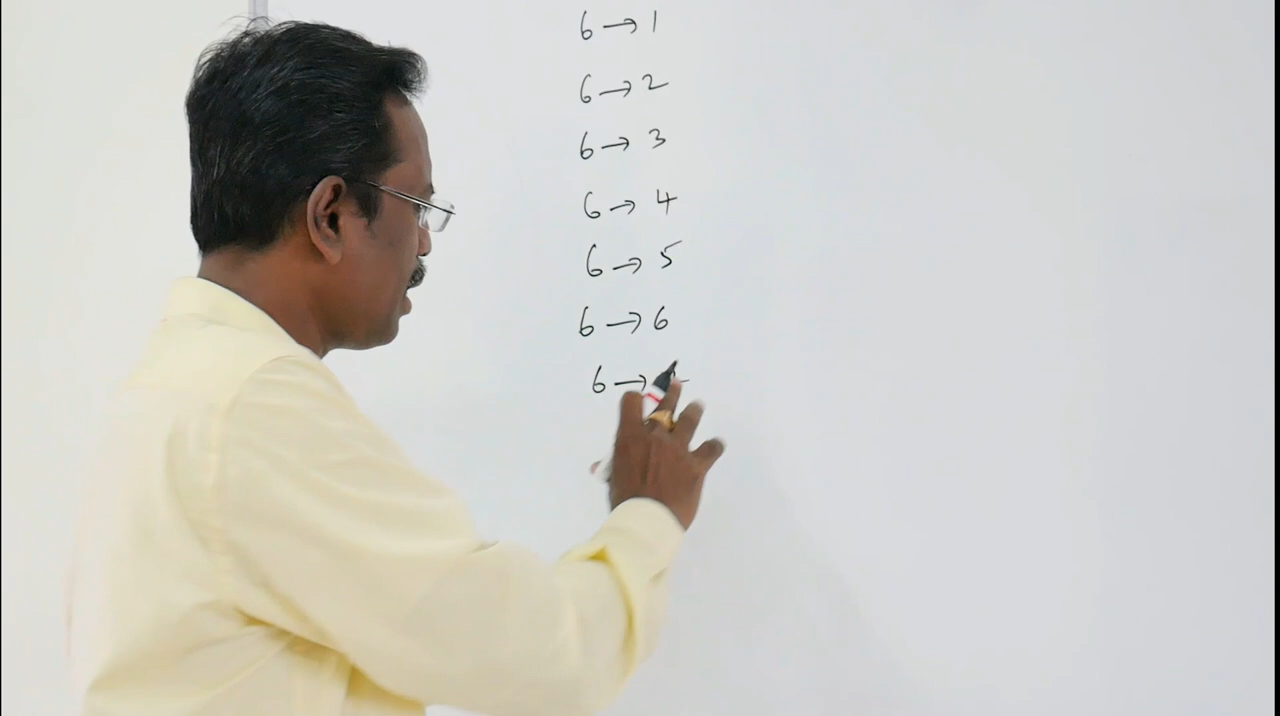 6 → 1
6 → 2
6 → 3
6 → 4
6 → 5
6 → 6
6 →